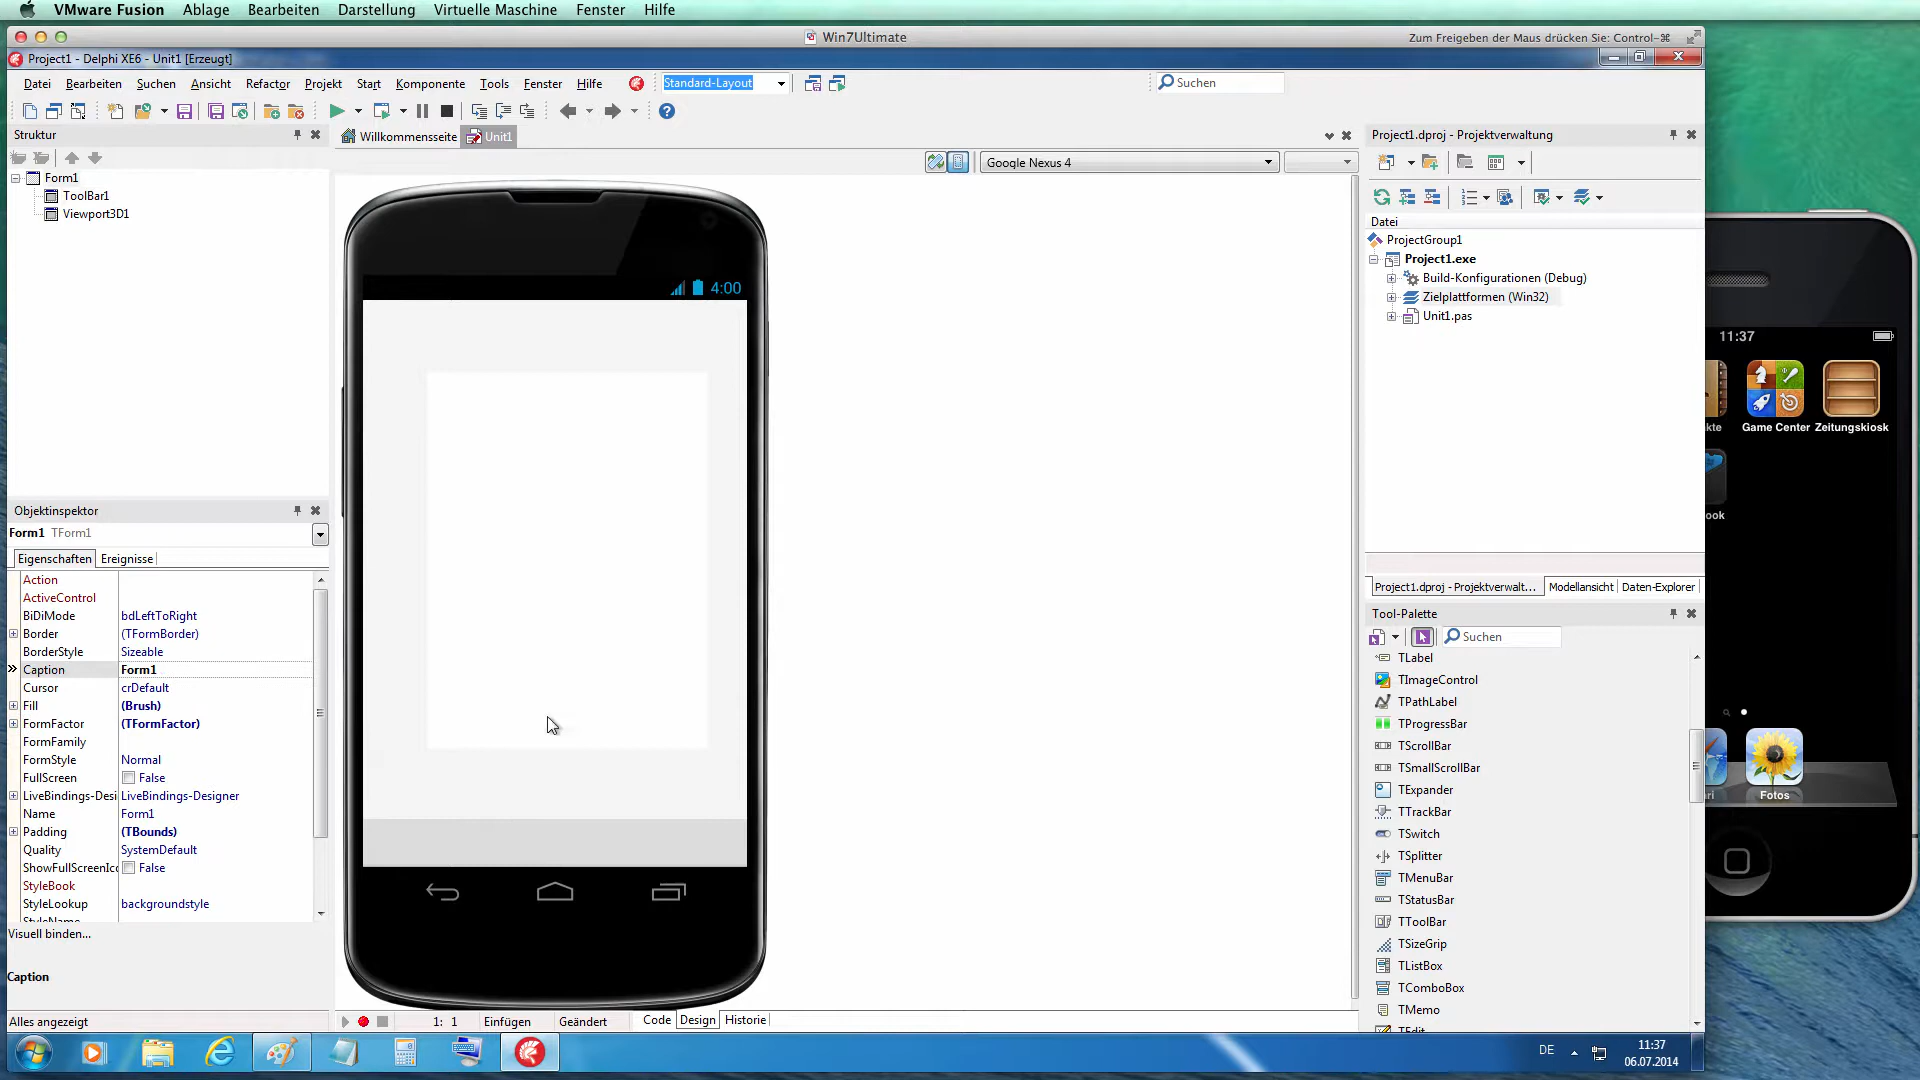 VMware Fusion Ablage Bearbeiten Darstellung Virtuelle Maschine Fenster Hilfe
Win7Ultimate
Zum Freigeben der Maus drücken Sie: Control-⌘
Project1 - Delphi XE6 - Unit1 [Erzeugt]
Datei Bearbeiten Suchen Ansicht Refactor Projekt Start Komponente Tools Fenster Hilfe
Standard-Layout
Suchen
Struktur
Form1
ToolBar1
Viewport3D1
Willkommensseite Unit1
Google Nexus 4
4:00
Objektinspektor
Form1 TForm1
Eigenschaften Ereignisse
Action
ActiveControl
BiDiMode bdLeftToRight
Border (TFormBorder)
BorderStyle Sizeable
Caption Form1
Cursor crDefault
Fill (Brush)
FormFactor (TFormFactor)
FormFamily
FormStyle Normal
FullScreen False
LiveBindings-Desi LiveBindings-Designer
Name Form1
Padding (TBounds)
Quality SystemDefault
ShowFullScreenIco False
StyleBook
StyleLookup backgroundstyle
StyleName
Visuell binden...
Caption
Alles angezeigt
1: 1 Einfügen Geändert Code Design Historie
Project1.dproj - Projektverwaltung
Datei
ProjectGroup1
Project1.exe
Build-Konfigurationen (Debug)
Zielplattformen (Win32)
Unit1.pas
Project1.dproj - Projektverwalt... Modellansicht Daten-Explorer
Tool-Palette
Suchen
TLabel
TImageControl
TPathLabel
TProgressBar
TScrollBar
TSmallScrollBar
TExpander
TTrackBar
TSwitch
TSplitter
TMenuBar
TStatusBar
TToolBar
TSizeGrip
TListBox
TComboBox
TMemo
TEdit
11:37
kte Game Center Zeitungskiosk
ook
ari Fotos
DE
11:37
06.07.2014